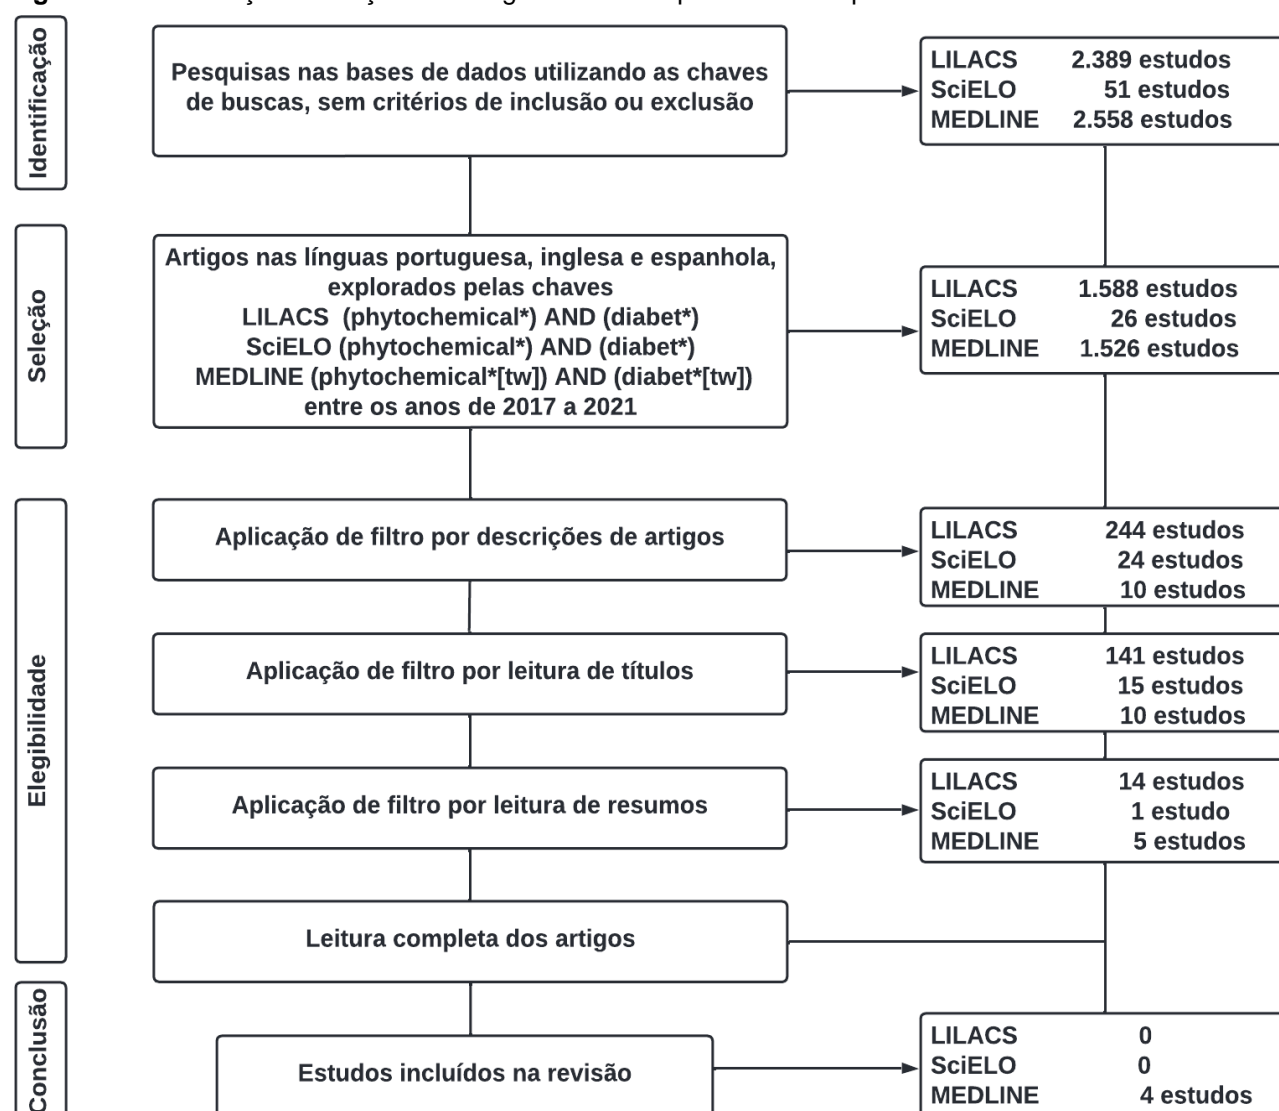 Identificação
Pesquisas nas bases de dados utilizando as chaves
de buscas, sem critérios de inclusão ou exclusão
LILACS 2.389 estudos
SciELO 51 estudos
MEDLINE 2.558 estudos
Seleção
Artigos nas línguas portuguesa, inglesa e espanhola,
explorados pelas chaves
LILACS (phytochemical*) AND (diabet*)
SciELO (phytochemical*) AND (diabet*)
MEDLINE (phytochemical*[tw]) AND (diabet*[tw])
entre os anos de 2017 a 2021
LILACS 1.588 estudos
SciELO 26 estudos
MEDLINE 1.526 estudos
Elegibilidade
Aplicação de filtro por descrições de artigos
LILACS 244 estudos
SciELO 24 estudos
MEDLINE 10 estudos
Aplicação de filtro por leitura de títulos
LILACS 141 estudos
SciELO 15 estudos
MEDLINE 10 estudos
Aplicação de filtro por leitura de resumos
LILACS 14 estudos
SciELO 1 estudo
MEDLINE 5 estudos
Leitura completa dos artigos
Conclusão
Estudos incluídos na revisão
LILACS 0
SciELO 0
MEDLINE 4 estudos